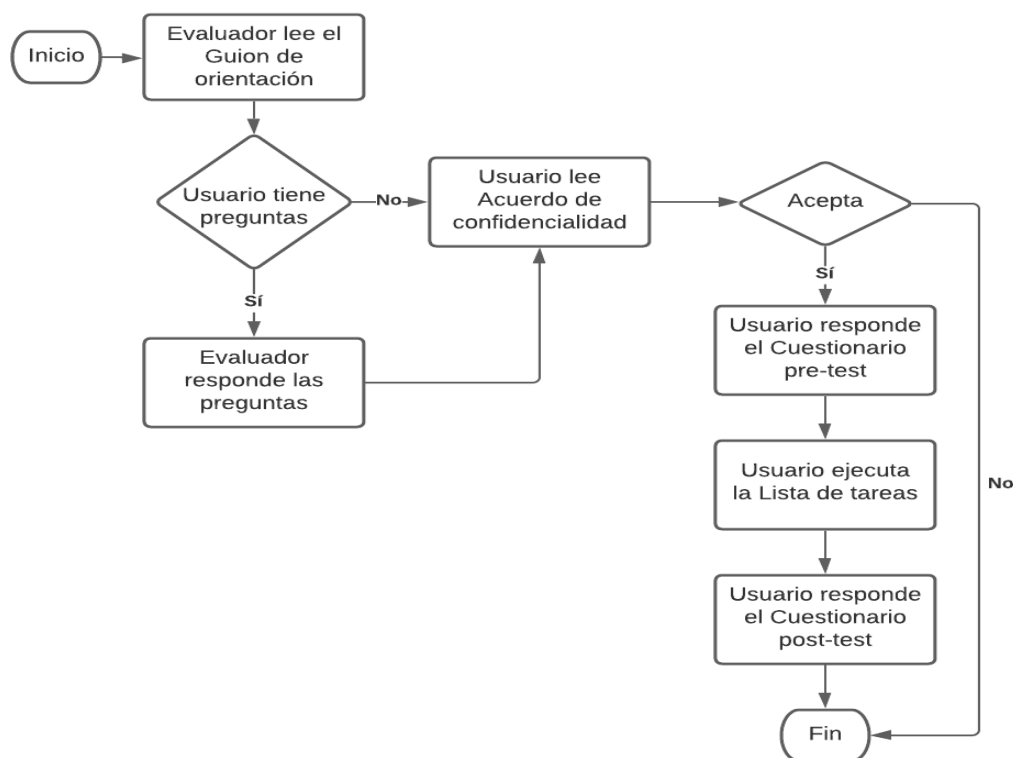 Inicio
Evaluador lee el
Guion de
orientación
Usuario tiene
preguntas
No
Sí
Evaluador
responde las
preguntas
Usuario lee
Acuerdo de
confidencialidad
Acepta
Sí
No
Usuario responde
el Cuestionario
pre-test
Usuario ejecuta
la Lista de tareas
Usuario responde
el Cuestionario
post-test
Fin